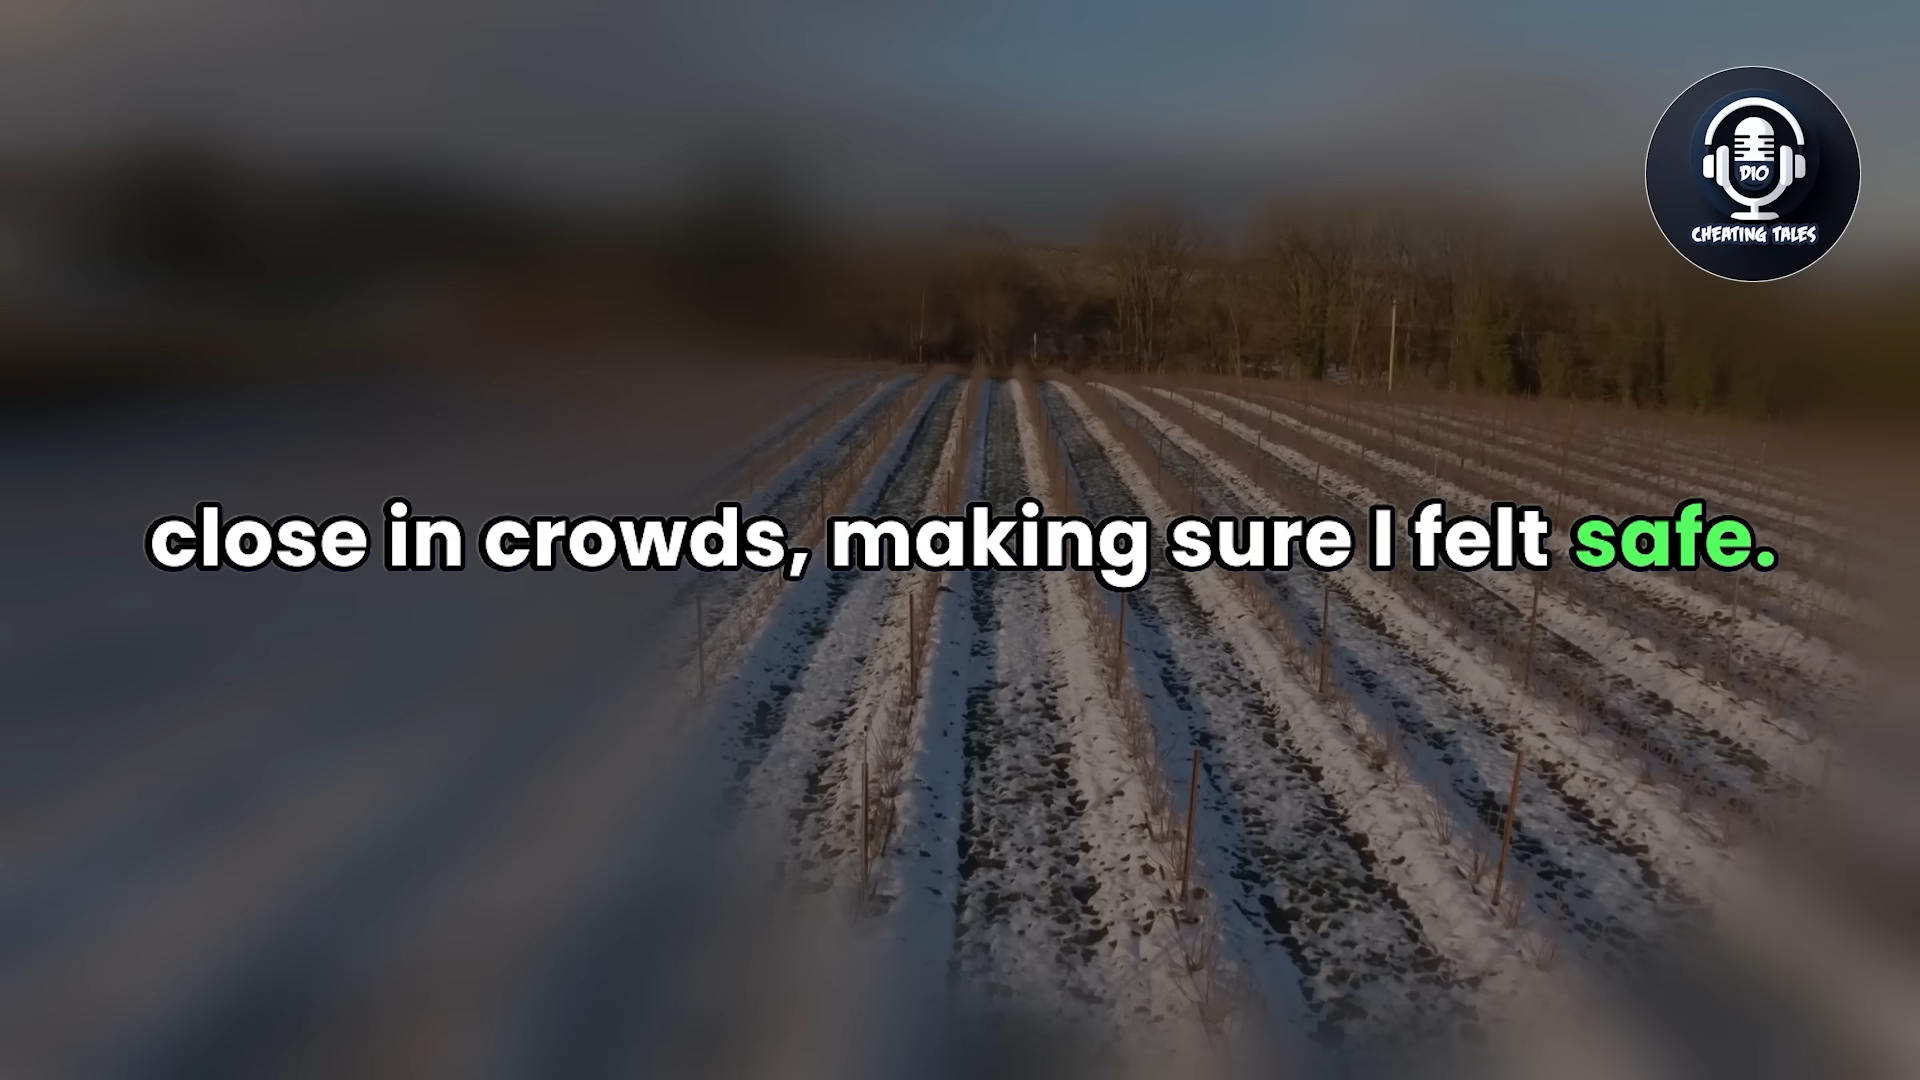 DIO
CHEATING TALES
close in crowds, making sure I felt safe.